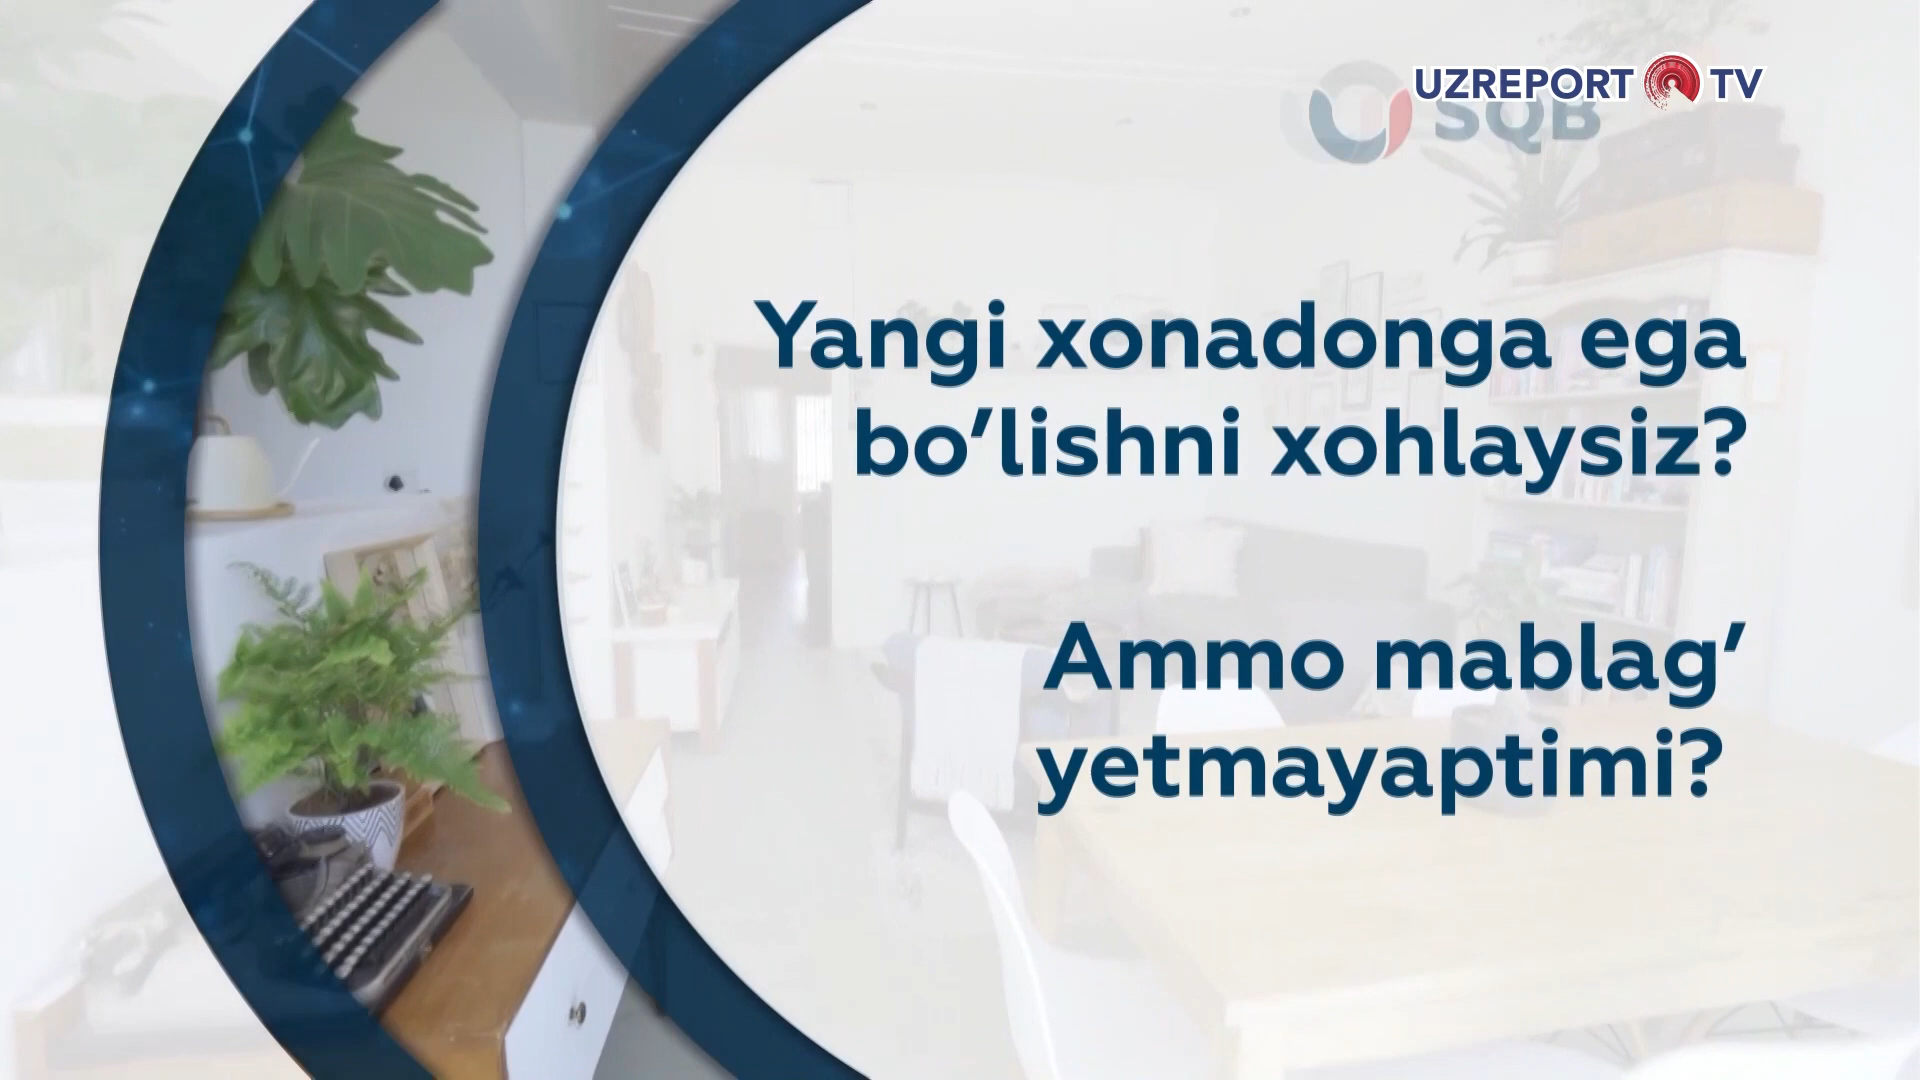 UZREPORT TV
SQB
Yangi xonadonga ega
bo’lishni xohlaysiz?
Ammo mablag’
yetmayaptimi?